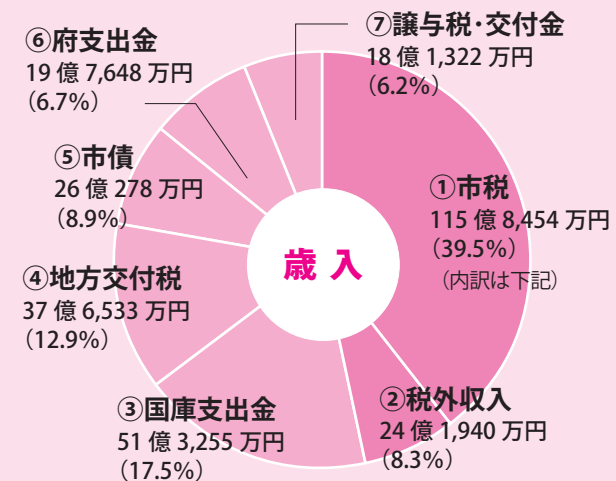 ⑦譲与税・交付金
18 億 1,322 万円
（6.2%）
⑥府支出金
19 億 7,648 万円
（6.7%）
⑤市債
26 億 278 万円
（8.9%）
①市税
115 億 8,454 万円
（39.5%）
（内訳は下記）
歳 入
④地方交付税
37 億 6,533 万円
（12.9%）
②税外収入
24 億 1,940 万円
（8.3%）
③国庫支出金
51 億 3,255 万円
（17.5%）